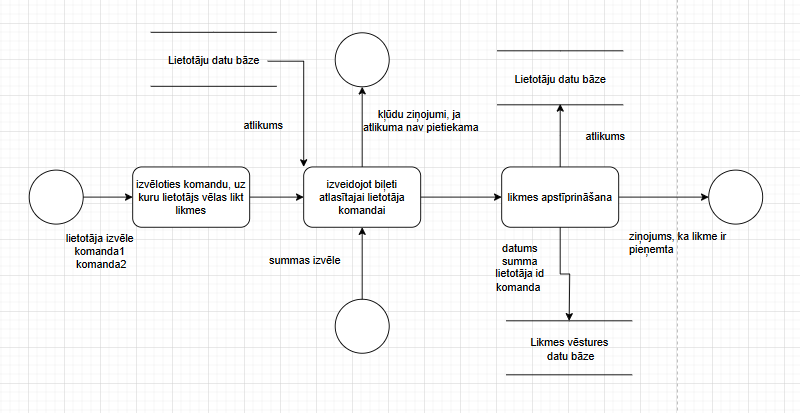 Lietotāju datu bāze
Lietotāju datu bāze
atlikums
kļūdu ziņojumi, ja
atlikuma nav pietiekama
atlikums
izvēloties komandu, uz
kuru lietotājs vēlas likt
likmes
izveidojot biļeti
atlasītajai lietotāja
komandai
likmes apstīprināšana
lietotāja izvēle
komanda1
komanda2
summas izvēle
datums
summa
lietotāja id
komanda
ziņojums, ka likme ir
pieņemta
Likmes vēstures
datu bāze